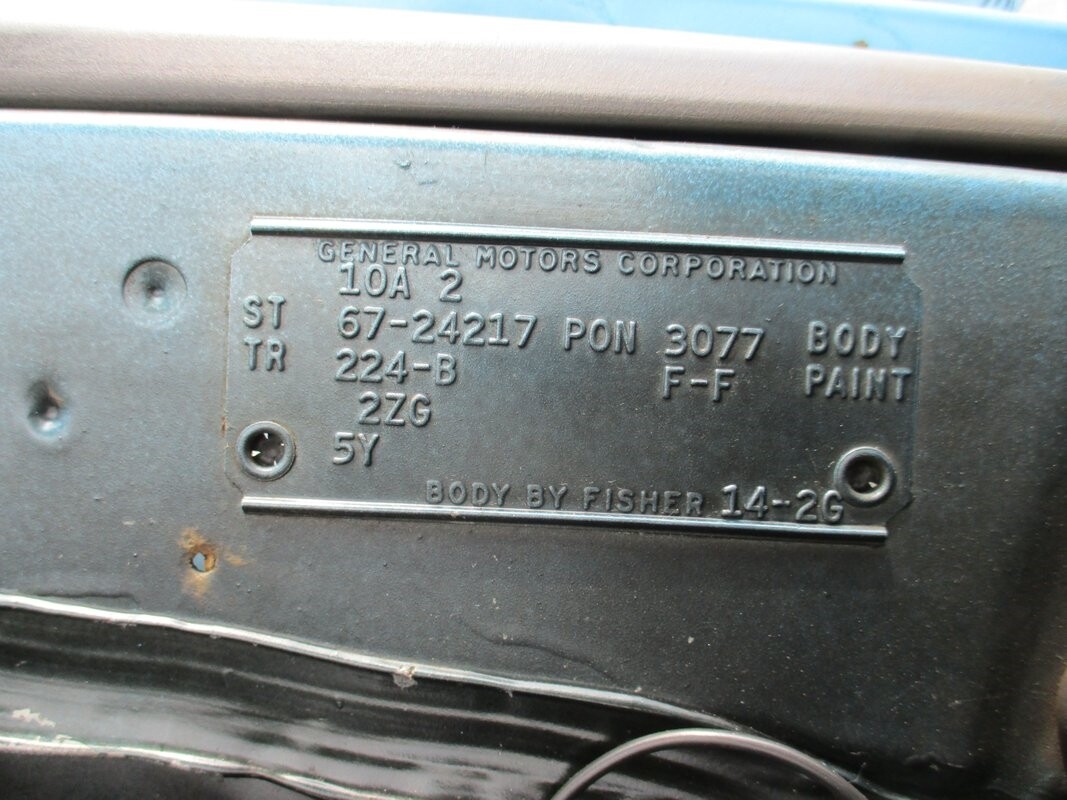 GENERAL MOTORS CORPORATION
10A 2
ST 67-24217 PON 3077 BODY
TR 224-B F-F PAINT
2ZG
5Y
BODY BY FISHER 14-2G